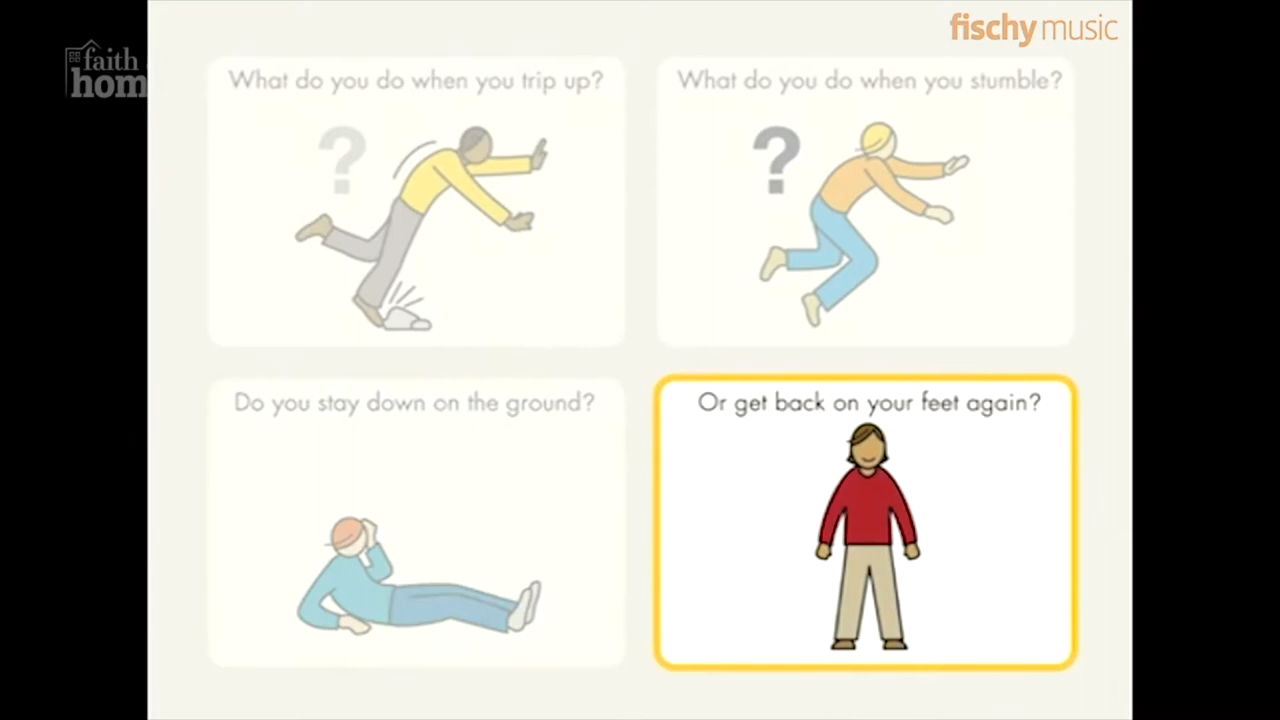 fischy music
faith
hom
What do you do when you trip up?
?
What do you do when you stumble?
?
Do you stay down on the ground?
Or get back on your feet again?